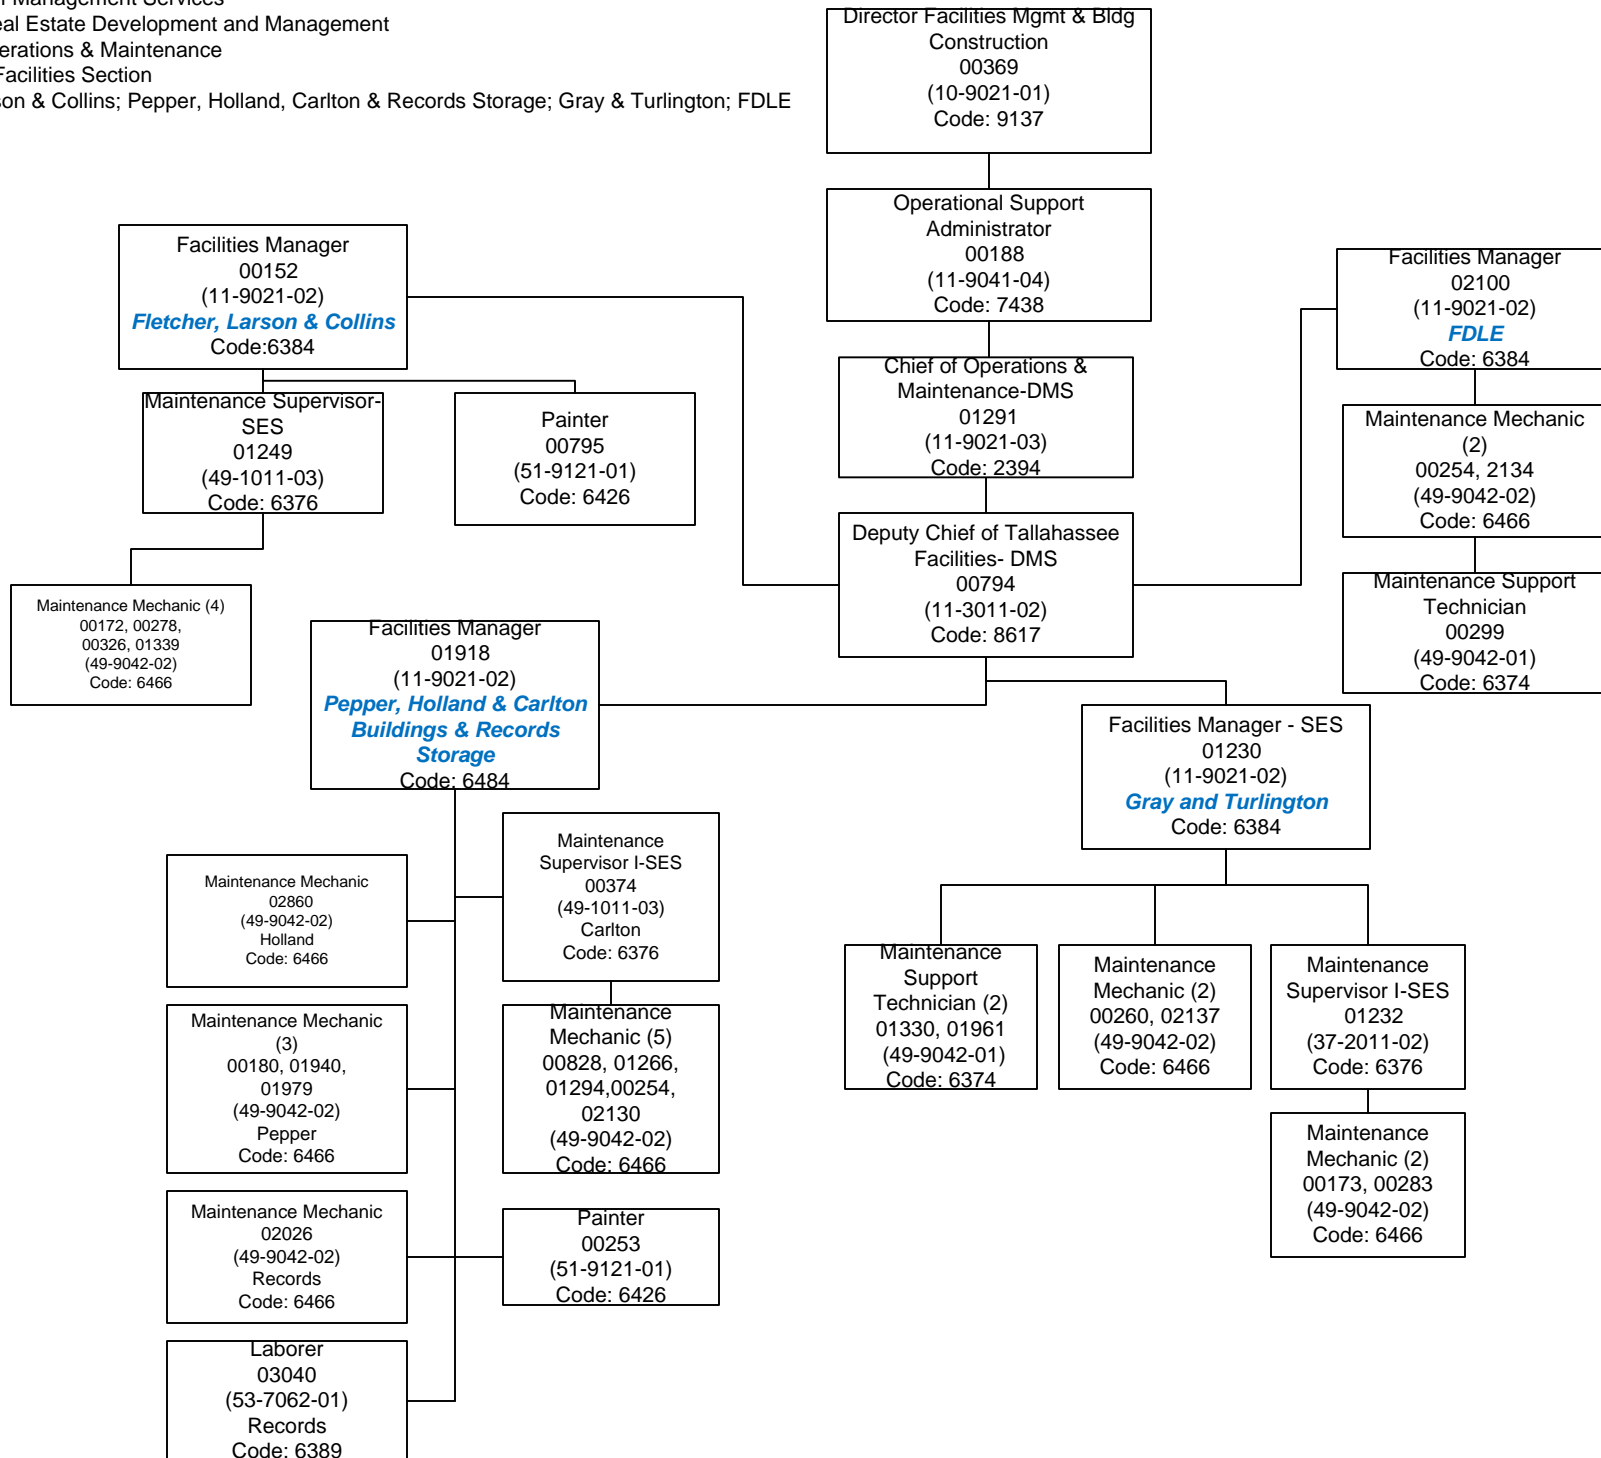 Management Services
Real Estate Development and Management
Operations & Maintenance
Facilities Section
& Collins; Pepper, Holland, Carlton & Records Storage; Gray & Turlington; FDLE
Director Facilities Mgmt & Bldg
Construction
00369
(10-9021-01)
Code: 9137
Operational Support
Administrator
00188
(11-9041-04)
Code: 7438
Chief of Operations &
Maintenance-DMS
01291
(11-9021-03)
Code: 2394
Deputy Chief of Tallahassee
Facilities- DMS
00794
(11-3011-02)
Code: 8617
Facilities Manager
00152
(11-9021-02)
Fletcher, Larson & Collins
Code:6384
Maintenance Supervisor-
SES
01249
(49-1011-03)
Code: 6376
Painter
00795
(51-9121-01)
Code: 6426
Maintenance Mechanic (4)
00172, 00278,
00326, 01339
(49-9042-02)
Code: 6466
Facilities Manager
02100
(11-9021-02)
FDLE
Code: 6384
Maintenance Mechanic
(2)
00254, 2134
(49-9042-02)
Code: 6466
Maintenance Support
Technician
00299
(49-9042-01)
Code: 6374
Facilities Manager
01918
(11-9021-02)
Pepper, Holland & Carlton
Buildings & Records
Storage
Code: 6484
Maintenance Mechanic
02860
(49-9042-02)
Holland
Code: 6466
Maintenance Mechanic
(3)
00180, 01940,
01979
(49-9042-02)
Pepper
Code: 6466
Maintenance Mechanic
02026
(49-9042-02)
Records
Code: 6466
Laborer
03040
(53-7062-01)
Records
Code: 6389
Maintenance
Supervisor I-SES
00374
(49-1011-03)
Carlton
Code: 6376
Maintenance
Mechanic (5)
00828, 01266,
01294,00254,
02130
(49-9042-02)
Code: 6466
Painter
00253
(51-9121-01)
Code: 6426
Facilities Manager - SES
01230
(11-9021-02)
Gray and Turlington
Code: 6384
Maintenance
Support
Technician (2)
01330, 01961
(49-9042-01)
Code: 6374
Maintenance
Mechanic (2)
00260, 02137
(49-9042-02)
Code: 6466
Maintenance
Supervisor I-SES
01232
(37-2011-02)
Code: 6376
Maintenance
Mechanic (2)
00173, 00283
(49-9042-02)
Code: 6466